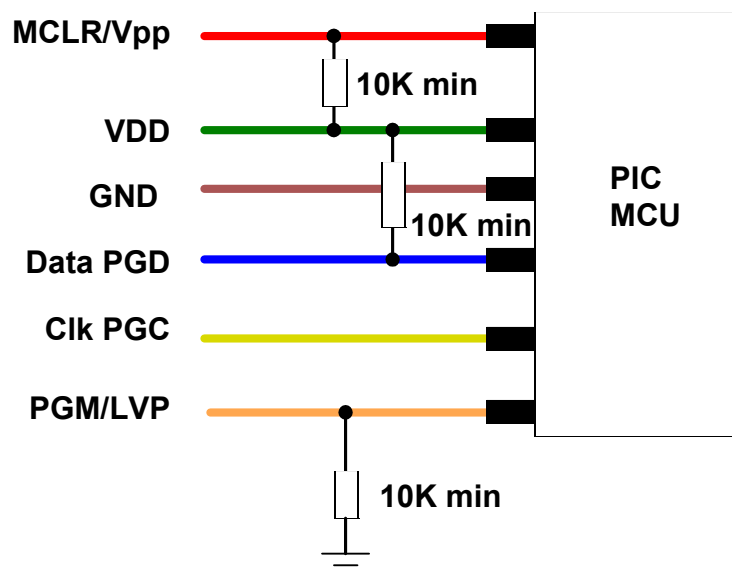 MCLR/Vpp
10K min
VDD
GND
PIC
MCU
10K min
Data PGD
Clk PGC
PGM/LVP
10K min